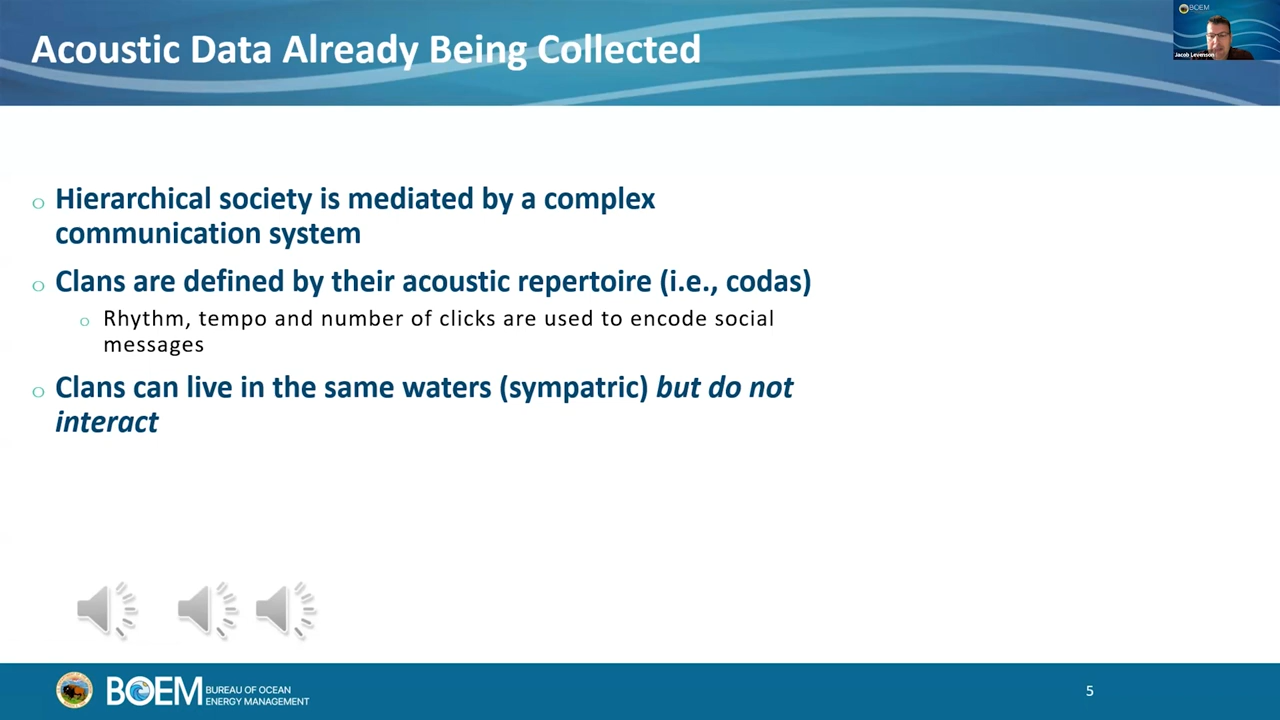 Acoustic Data Already Being Collected
BOEM
Jacob Levenson
o Hierarchical society is mediated by a complex
communication system
o Clans are defined by their acoustic repertoire (i.e., codas)
o Rhythm, tempo and number of clicks are used to encode social
messages
o Clans can live in the same waters (sympatric) but do not
interact
BOEM
BUREAU OF OCEAN
ENERGY MANAGEMENT
5